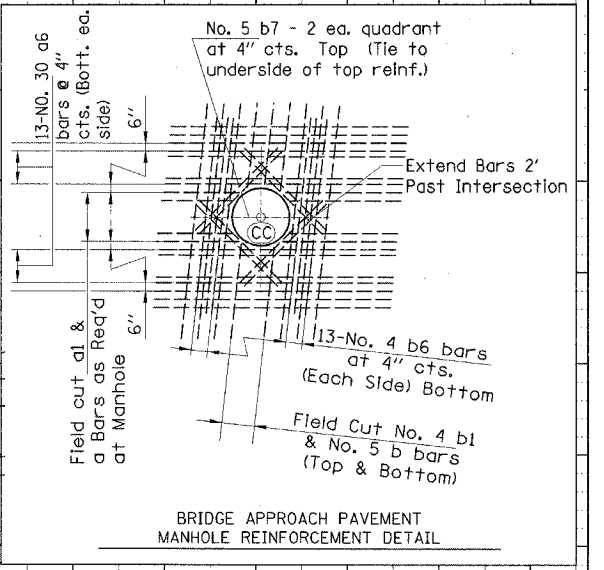 No. 5 b7 - 2 ea. quadrant
at 4" cts. Top (Tie to
underside of top reinf.)
13-NO. 30 a6
bars @ 4"
cts. (Bott. ea.
side)
6"
Extend Bars 2'
Past Intersection
CC
6"
Field cut a1 &
a Bars as Req'd
at Manhole
13-No. 4 b6 bars
at 4" cts.
(Each Side) Bottom
Field Cut No. 4 b1
& No. 5 b bars
(Top & Bottom)
BRIDGE APPROACH PAVEMENT
MANHOLE REINFORCEMENT DETAIL